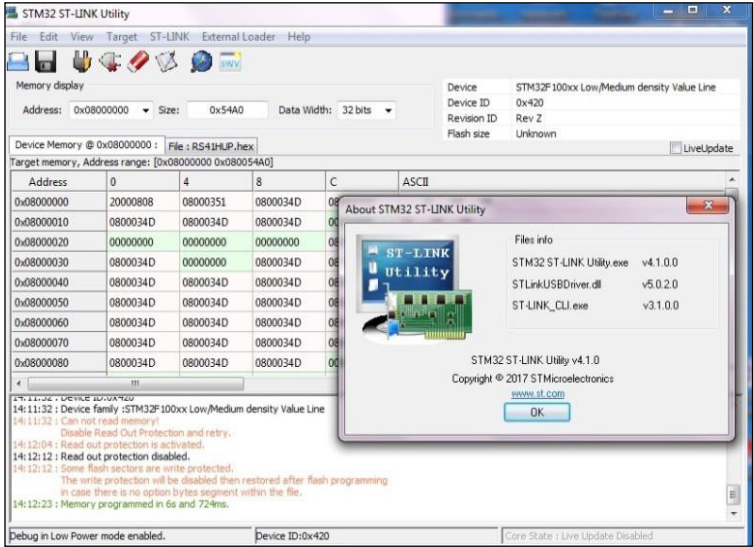 STM32 ST-LINK Utility
File Edit View Target ST-LINK External Loader Help
SWV
Memory display
Address: 0x08000000 Size: 0x54A0 Data Width: 32 bits
Device STM32F100xx Low/Medium density Value Line
Device ID 0x420
Revision ID Rev Z
Flash size Unknown
LiveUpdate
Device Memory @ 0x08000000 : File : RS41HUP.hex
Target memory, Address range: [0x08000000 0x080054A0]
Address 0 4 8 C ASCII
0x08000000 20000808 08000351 0800034D
0x08000010 0800034D 0800034D 0800034D
0x08000020 00000000 00000000 00000000
0x08000030 0800034D 00000000 0800034D
0x08000040 0800034D 0800034D 0800034D
0x08000050 0800034D 0800034D 0800034D
0x08000060 0800034D 0800034D 0800034D
0x08000070 0800034D 0800034D 0800034D
0x08000080 0800034D 0800034D 0800034D
About STM32 ST-LINK Utility
ST-LINK
Utility
Files info
STM32 ST-LINK Utility.exe v4.1.0.0
STLinkUSBDriver.dll v5.0.2.0
ST-LINK_CLI.exe v3.1.0.0
STM32 ST-LINK Utility v4.1.0
Copyright © 2017 STMicroelectronics
www.st.com
OK
14:11:32 : Device ID:0x420
14:11:32 : Device family :STM32F100xx Low/Medium density Value Line
14:11:32 : Can not read memory!
Disable Read Out Protection and retry.
14:12:04 : Read out protection is activated.
14:12:12 : Read out protection disabled.
14:12:12 : Some flash sectors are write protected.
The write protection will be disabled then restored after flash programming
in case there is no option bytes segment within the file.
14:12:23 : Memory programmed in 6s and 724ms.
Debug in Low Power mode enabled. Device ID:0x420 Core State : Live Update Disabled